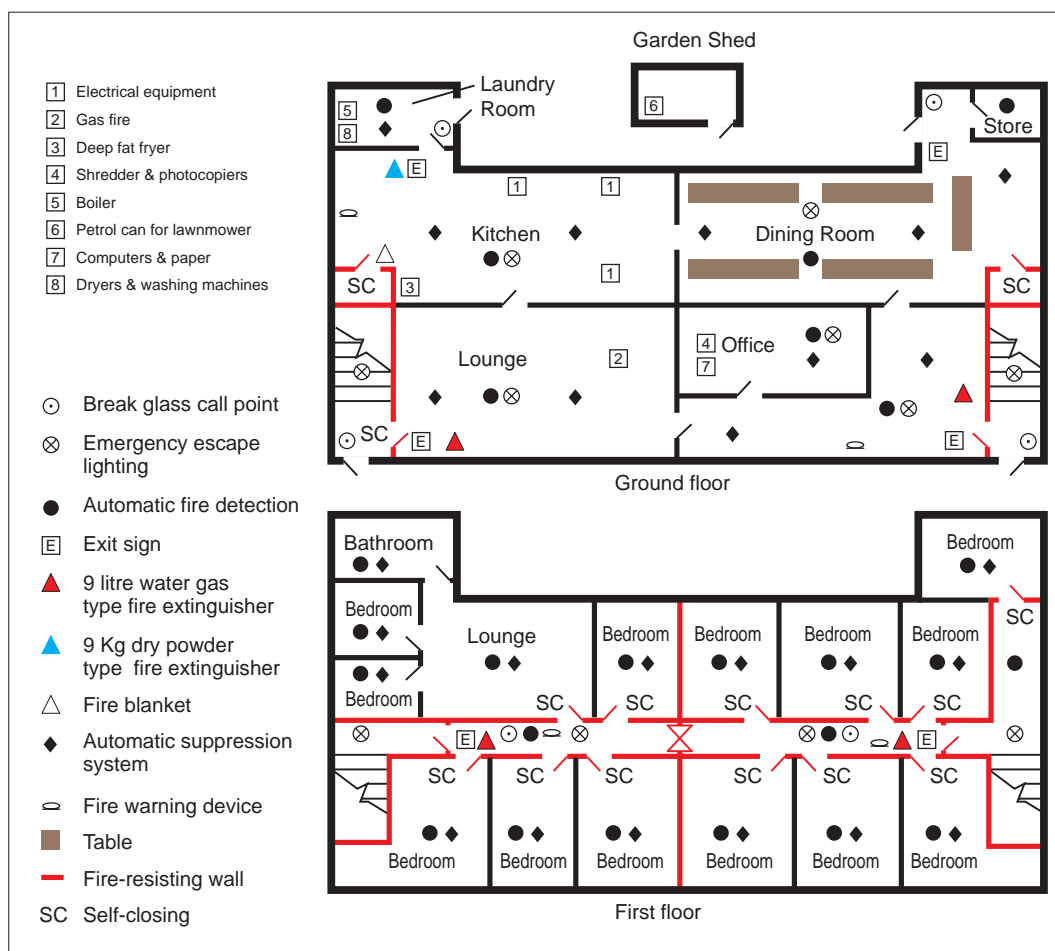 Garden Shed
1 Electrical equipment
2 Gas fire
3 Deep fat fryer
4 Shredder & photocopiers
5 Boiler
6 Petrol can for lawnmower
7 Computers & paper
8 Dryers & washing machines
Break glass call point
Emergency escape
lighting
Automatic fire detection
E Exit sign
9 litre water gas
type fire extinguisher
9 Kg dry powder
type fire extinguisher
Fire blanket
Automatic suppression
system
Fire warning device
Table
Fire-resisting wall
SC Self-closing
Laundry
Room
5
8
6
Store
E
E
1
1
Kitchen
Dining Room
1
SC
3
SC
Lounge
2
4
Office
7
SC
E
E
Ground floor
Bathroom
Bedroom
Bedroom
Lounge
Bedroom
Bedroom
Bedroom
Bedroom
SC
Bedroom
SC
SC
SC
SC
E
E
SC
SC
SC
SC
SC
SC
Bedroom
Bedroom
Bedroom
Bedroom
Bedroom
Bedroom
First floor